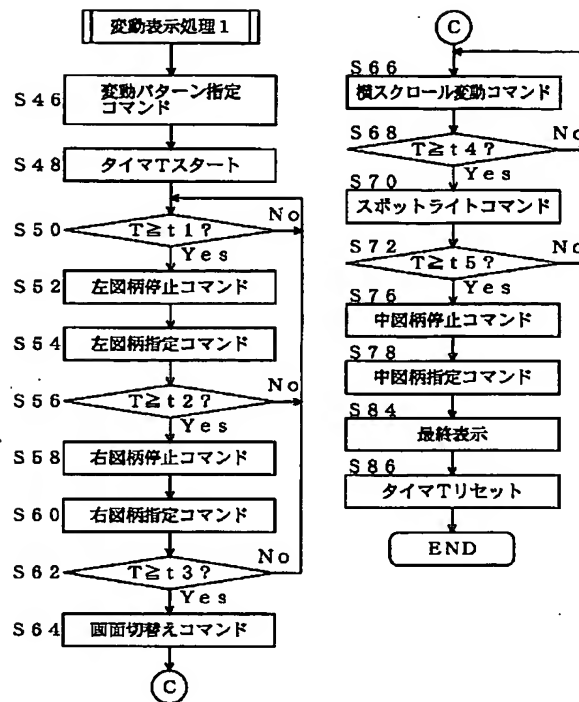 変動表示処理1
S46
変動パターン指定
コマンド
S48
タイマTスタート
S50
T≧t1?
No
Yes
S52
左図柄停止コマンド
S54
左図柄指定コマンド
S56
T≧t2?
No
Yes
S58
右図柄停止コマンド
S60
右図柄指定コマンド
S62
T≧t3?
No
Yes
S64
画面切替えコマンド
C
C
S66
横スクロール変動コマンド
S68
T≧t4?
No
Yes
S70
スポットライトコマンド
S72
T≧t5?
No
Yes
S76
中図柄停止コマンド
S78
中図柄指定コマンド
S84
最終表示
S86
タイマTリセット
END